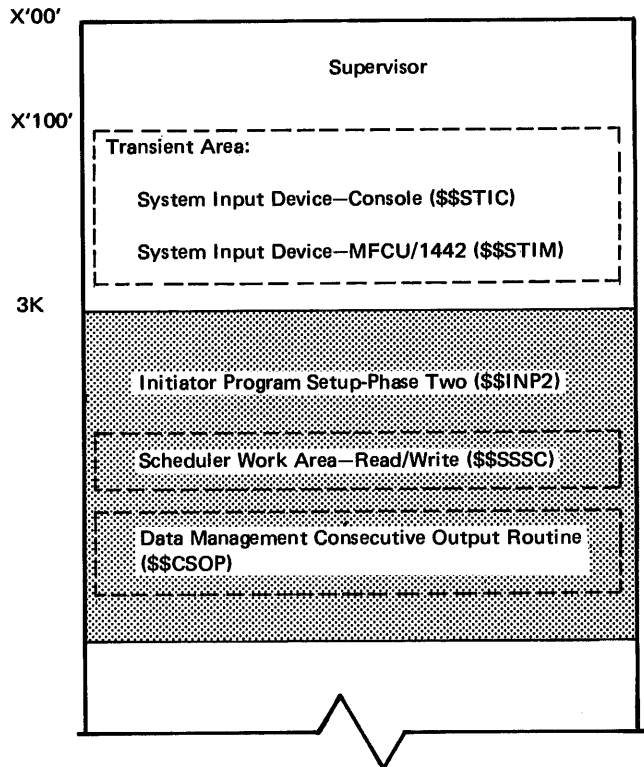 X'00'
Supervisor
X'100'
Transient Area:
System Input Device—Console ($$STIC)
System Input Device—MFCU/1442 ($$STIM)
3K
Initiator Program Setup-Phase Two ($$INP2)
Scheduler Work Area—Read/Write ($$SSSC)
Data Management Consecutive Output Routine
($$CSOP)